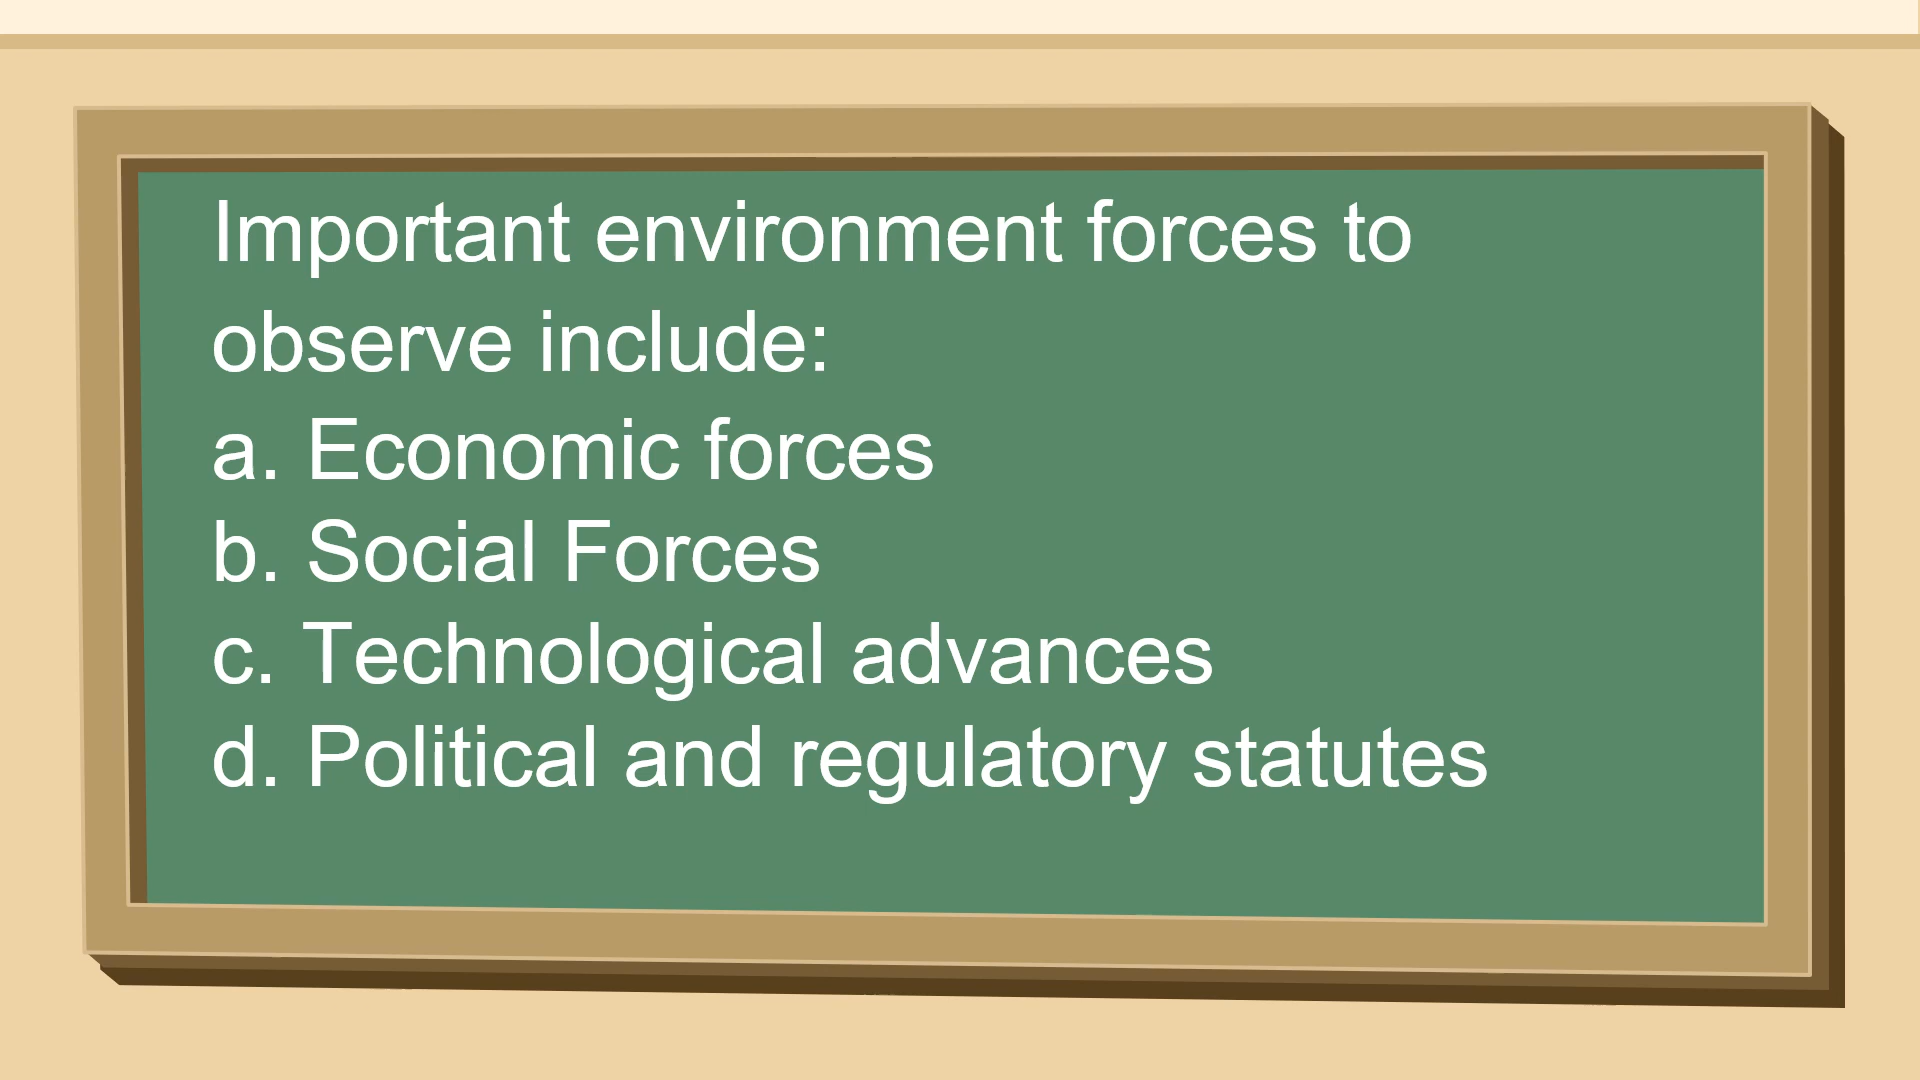 Important environment forces to
observe include:
a. Economic forces
b. Social Forces
c. Technological advances
d. Political and regulatory statutes